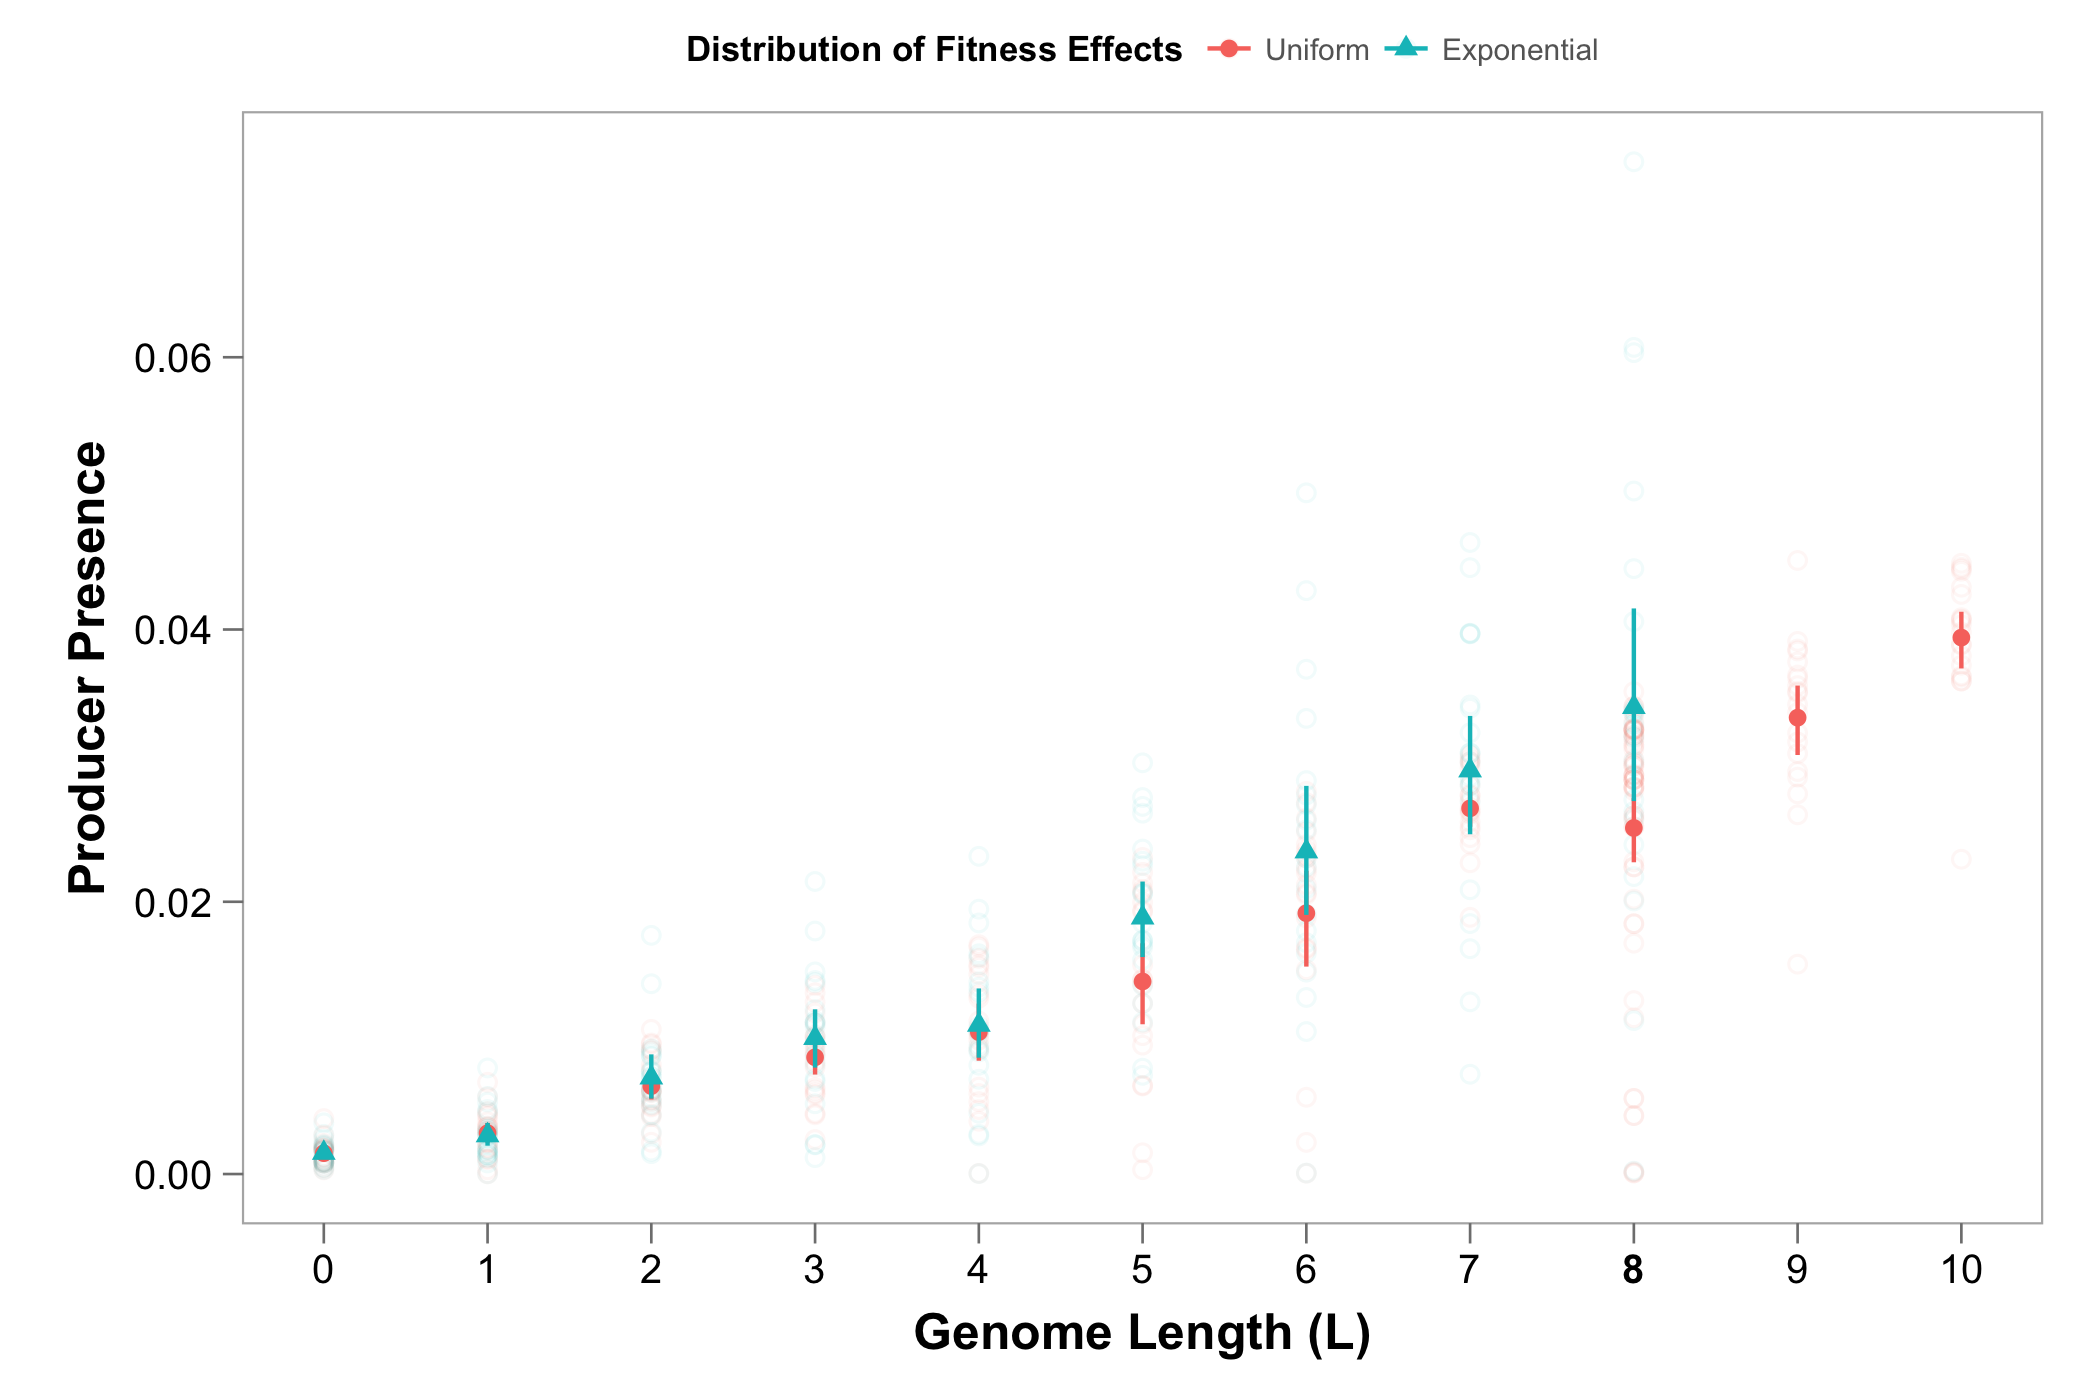 Distribution of Fitness Effects Uniform Exponential
Producer Presence
0.06
0.04
0.02
0.00
0 1 2 3 4 5 6 7 8 9 10
Genome Length (L)